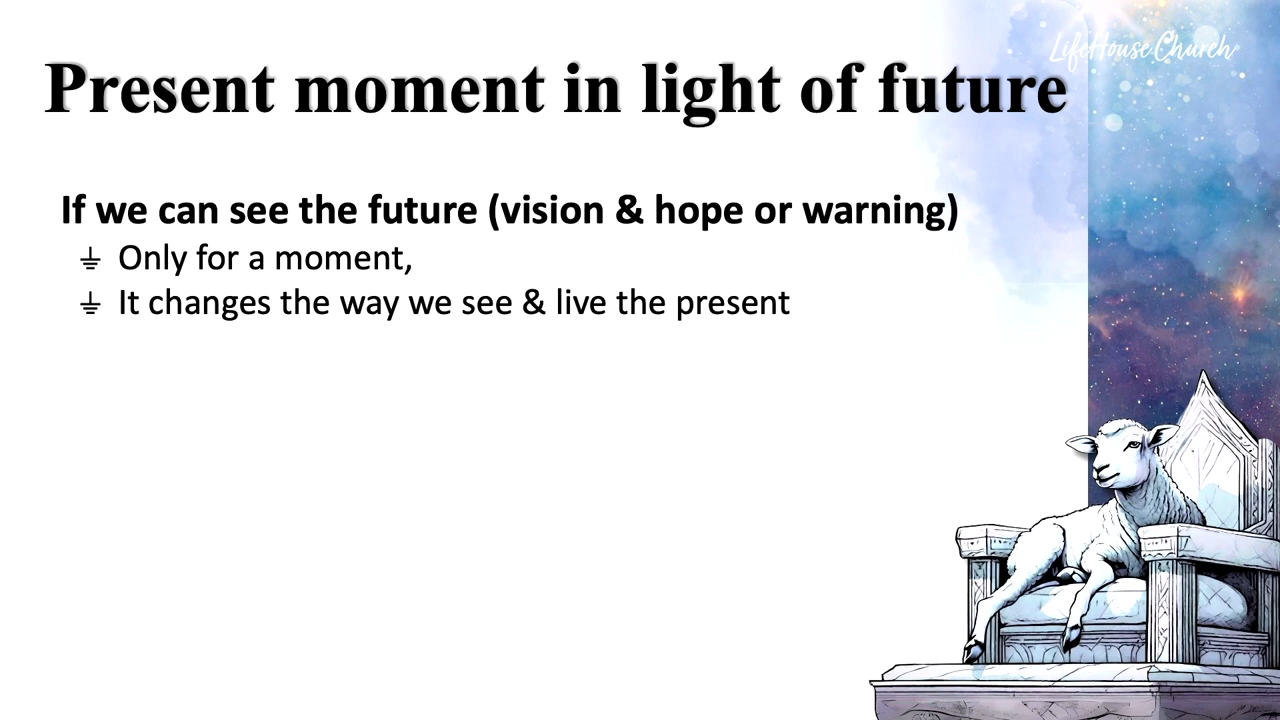 LifeHouse Church
Present moment in light of future
If we can see the future (vision & hope or warning)
⏚ Only for a moment,
⏚ It changes the way we see & live the present